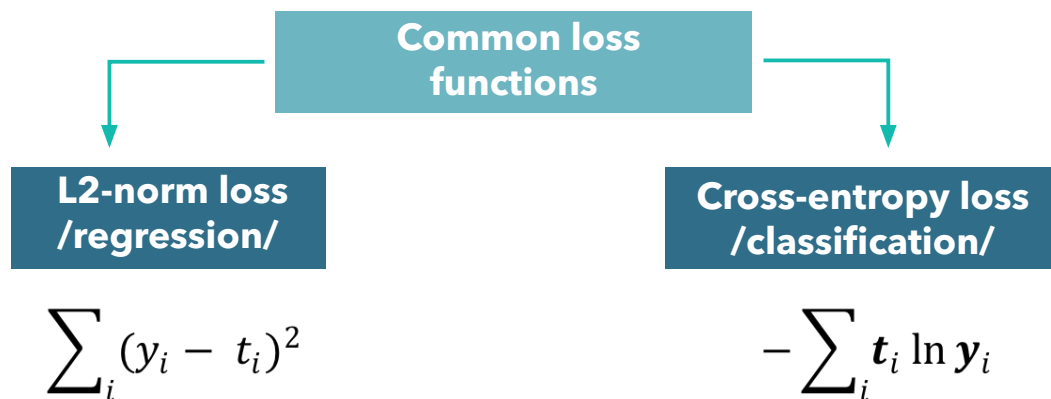 Common loss
functions
L2-norm loss
/regression/
Cross-entropy loss
/classification/
∑ᵢ(yᵢ − tᵢ)²
− ∑ᵢ 𝒕ᵢ ln 𝒚ᵢ